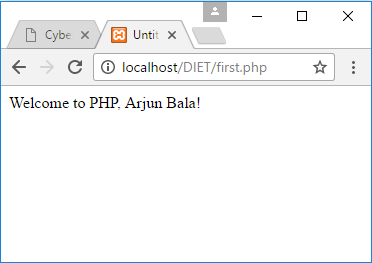 Cybe
Untit
localhost/DIET/first.php
Welcome to PHP, Arjun Bala!